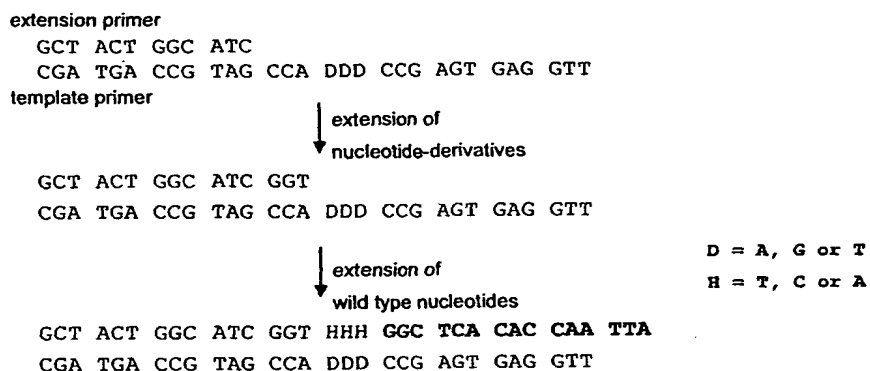 extension primer
GCT ACT GGC ATC
CGA TGA CCG TAG CCA DDD CCG AGT GAG GTT
template primer
extension of
nucleotide-derivatives
GCT ACT GGC ATC GGT
CGA TGA CCG TAG CCA DDD CCG AGT GAG GTT
D = A, G or T
H = T, C or A
extension of
wild type nucleotides
GCT ACT GGC ATC GGT HHH GGC TCA CAC CAA TTA
CGA TGA CCG TAG CCA DDD CCG AGT GAG GTT